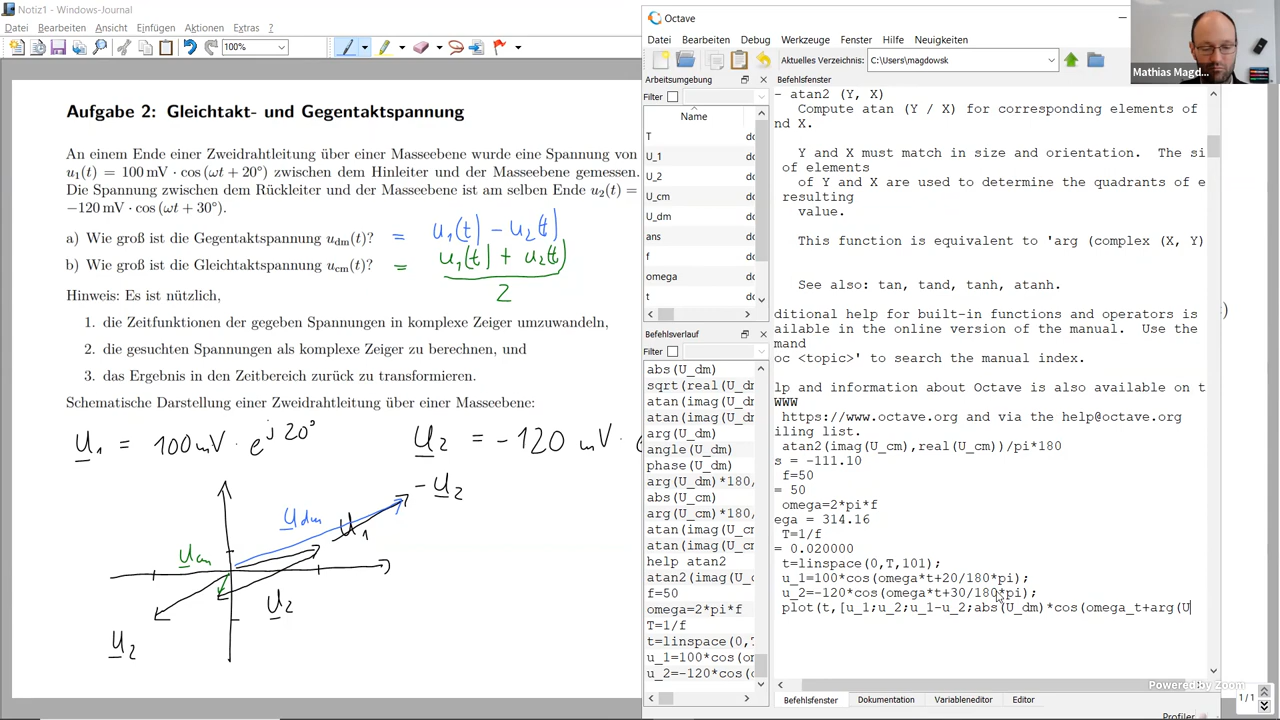 Notiz1 - Windows-Journal
Datei Bearbeiten Ansicht Einfügen Aktionen Extras
100%
Aufgabe 2: Gleichtakt- und Gegentaktspannung
An einem Ende einer Zweidrahtleitung über einer Masseebene wurde eine Spannung von
u1(t) = 100 mV · cos (ωt + 20°) zwischen dem Hinleiter und der Masseebene gemessen.
Die Spannung zwischen dem Rückleiter und der Masseebene ist am selben Ende u2(t) =
−120 mV · cos (ωt + 30°).
a) Wie groß ist die Gegentaktspannung udm(t)? = u1(t) − u2(t)
b) Wie groß ist die Gleichtaktspannung ucm(t)? = u1(t) + u2(t)
2
Hinweis: Es ist nützlich,
1. die Zeitfunktionen der gegeben Spannungen in komplexe Zeiger umzuwandeln,
2. die gesuchten Spannungen als komplexe Zeiger zu berechnen, und
3. das Ergebnis in den Zeitbereich zurück zu transformieren.
Schematische Darstellung einer Zweidrahtleitung über einer Masseebene:
U1 = 100mV · e^j20° U2 = −120 mV ·
−U2
Udm
U1
Ucm
U2
U2
Octave
Datei Bearbeiten Debug Werkzeuge Fenster Neuigkeiten
Aktuelles Verzeichnis: C:\Users\magdowsk
Arbeitsumgebung
Filter
Name
T do
U_1 do
U_2 do
U_cm do
U_dm do
ans do
f do
omega do
t do
Befehlsverlauf
Filter
abs(U_dm)
sqrt(real(U_dm
atan(imag(U_dm
atan(imag(U_dm
arg(U_dm)
angle(U_dm)
phase(U_dm)
arg(U_dm)*180/
abs(U_cm)
arg(U_cm)*180/
atan(imag(U_cm
atan(imag(U_cm
help atan2
atan2(imag(U_c
f=50
omega=2*pi*f
T=1/f
t=linspace(0,T
u_1=100*cos(om
u_2=-120*cos(o
Befehlsfenster
- atan2 (Y, X)
Compute atan (Y / X) for corresponding elements of
nd X.
Y and X must match in size and orientation. The si
of elements
of Y and X are used to determine the quadrants of e
resulting
value.
This function is equivalent to 'arg (complex (X, Y)
See also: tan, tand, tanh, atanh.
ditional help for built-in functions and operators is
ailable in the online version of the manual. Use the
mand
oc <topic>' to search the manual index.
lp and information about Octave is also available on t
WWW
https://www.octave.org and via the help@octave.org
iling list.
atan2(imag(U_cm),real(U_cm))/pi*180
s = -111.10
f=50
= 50
omega=2*pi*f
ega = 314.16
T=1/f
= 0.020000
t=linspace(0,T,101);
u_1=100*cos(omega*t+20/180*pi);
u_2=-120*cos(omega*t+30/180*pi);
plot(t,[u_1;u_2;u_1-u_2;abs(U_dm)*cos(omega_t+arg(U
Befehlsfenster Dokumentation Variableneditor Editor
Profiler
Mathias Magd...
Powered by Zoom
1/1